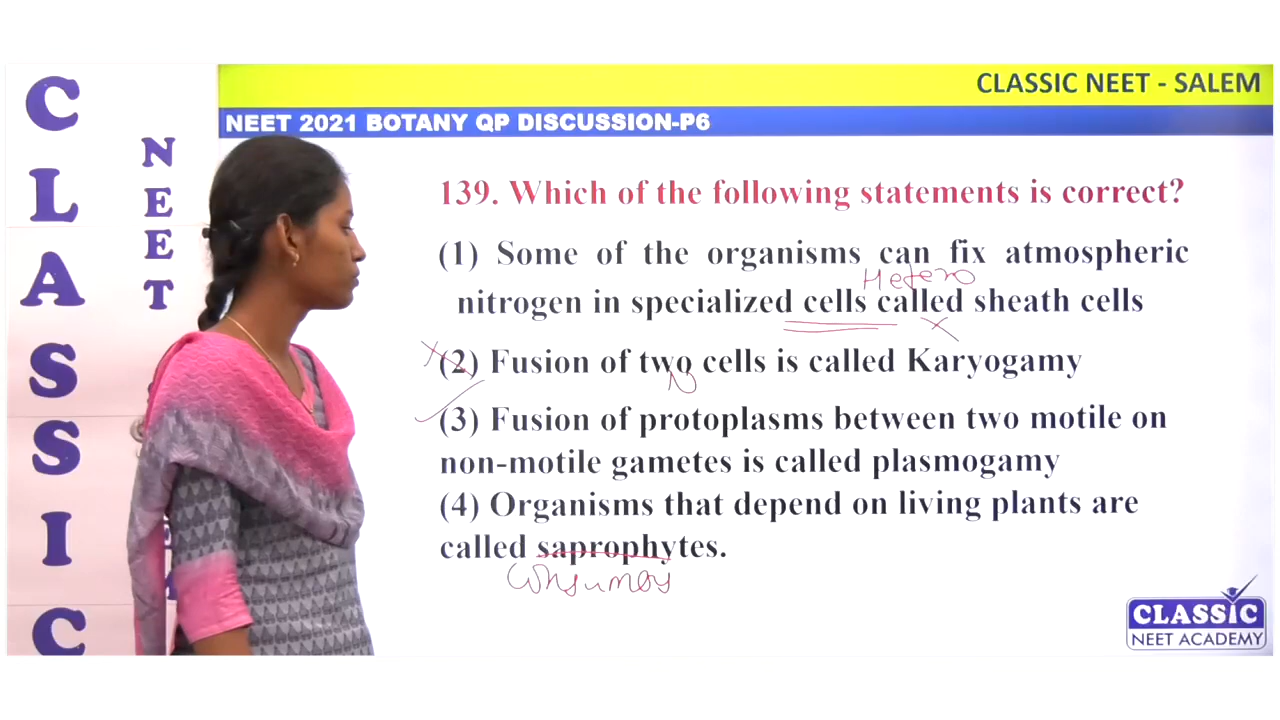 CLASSIC
NEET
CLASSIC NEET - SALEM
NEET 2021 BOTANY QP DISCUSSION-P6
139. Which of the following statements is correct?
(1) Some of the organisms can fix atmospheric
Hetero
nitrogen in specialized cells called sheath cells
(2) Fusion of two cells is called Karyogamy
N
(3) Fusion of protoplasms between two motile on
non-motile gametes is called plasmogamy
(4) Organisms that depend on living plants are
called saprophytes.
CLASSIC
NEET ACADEMY